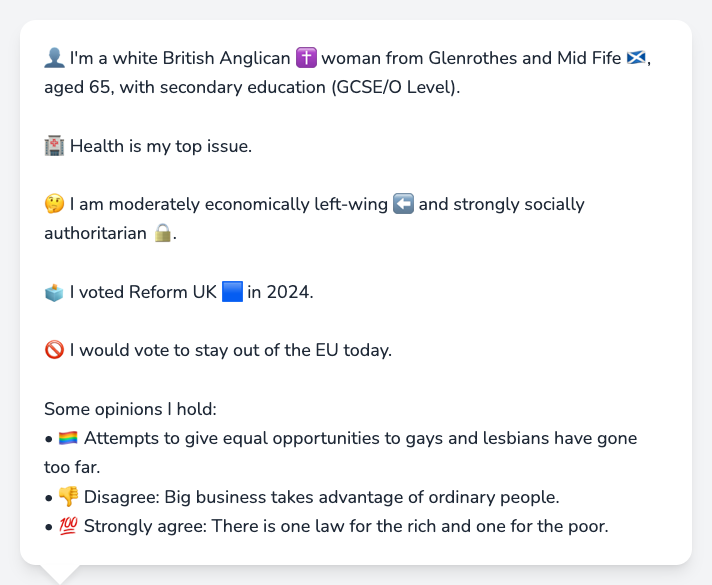 👤 I'm a white British Anglican ✝️ woman from Glenrothes and Mid Fife 🏴󠁧󠁢󠁳󠁣󠁴󠁿,
aged 65, with secondary education (GCSE/O Level).
🏥 Health is my top issue.
🤔 I am moderately economically left-wing ⬅️ and strongly socially
authoritarian 🔒.
🗳️ I voted Reform UK 🟦 in 2024.
🚫 I would vote to stay out of the EU today.
Some opinions I hold:
• 🏳️‍🌈 Attempts to give equal opportunities to gays and lesbians have gone
too far.
• 👎 Disagree: Big business takes advantage of ordinary people.
• 💯 Strongly agree: There is one law for the rich and one for the poor.